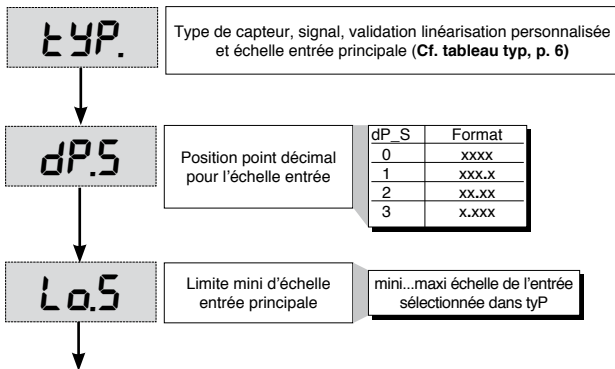 tYP.
Type de capteur, signal, validation linéarisation personnalisée
et échelle entrée principale (Cf. tableau typ, p. 6)
dP.S
Position point décimal
pour l'échelle entrée
dP_S Format
0 xxxx
1 xxx.x
2 xx.xx
3 x.xxx
Lo.S
Limite mini d'échelle
entrée principale
mini...maxi échelle de l'entrée
sélectionnée dans tyP